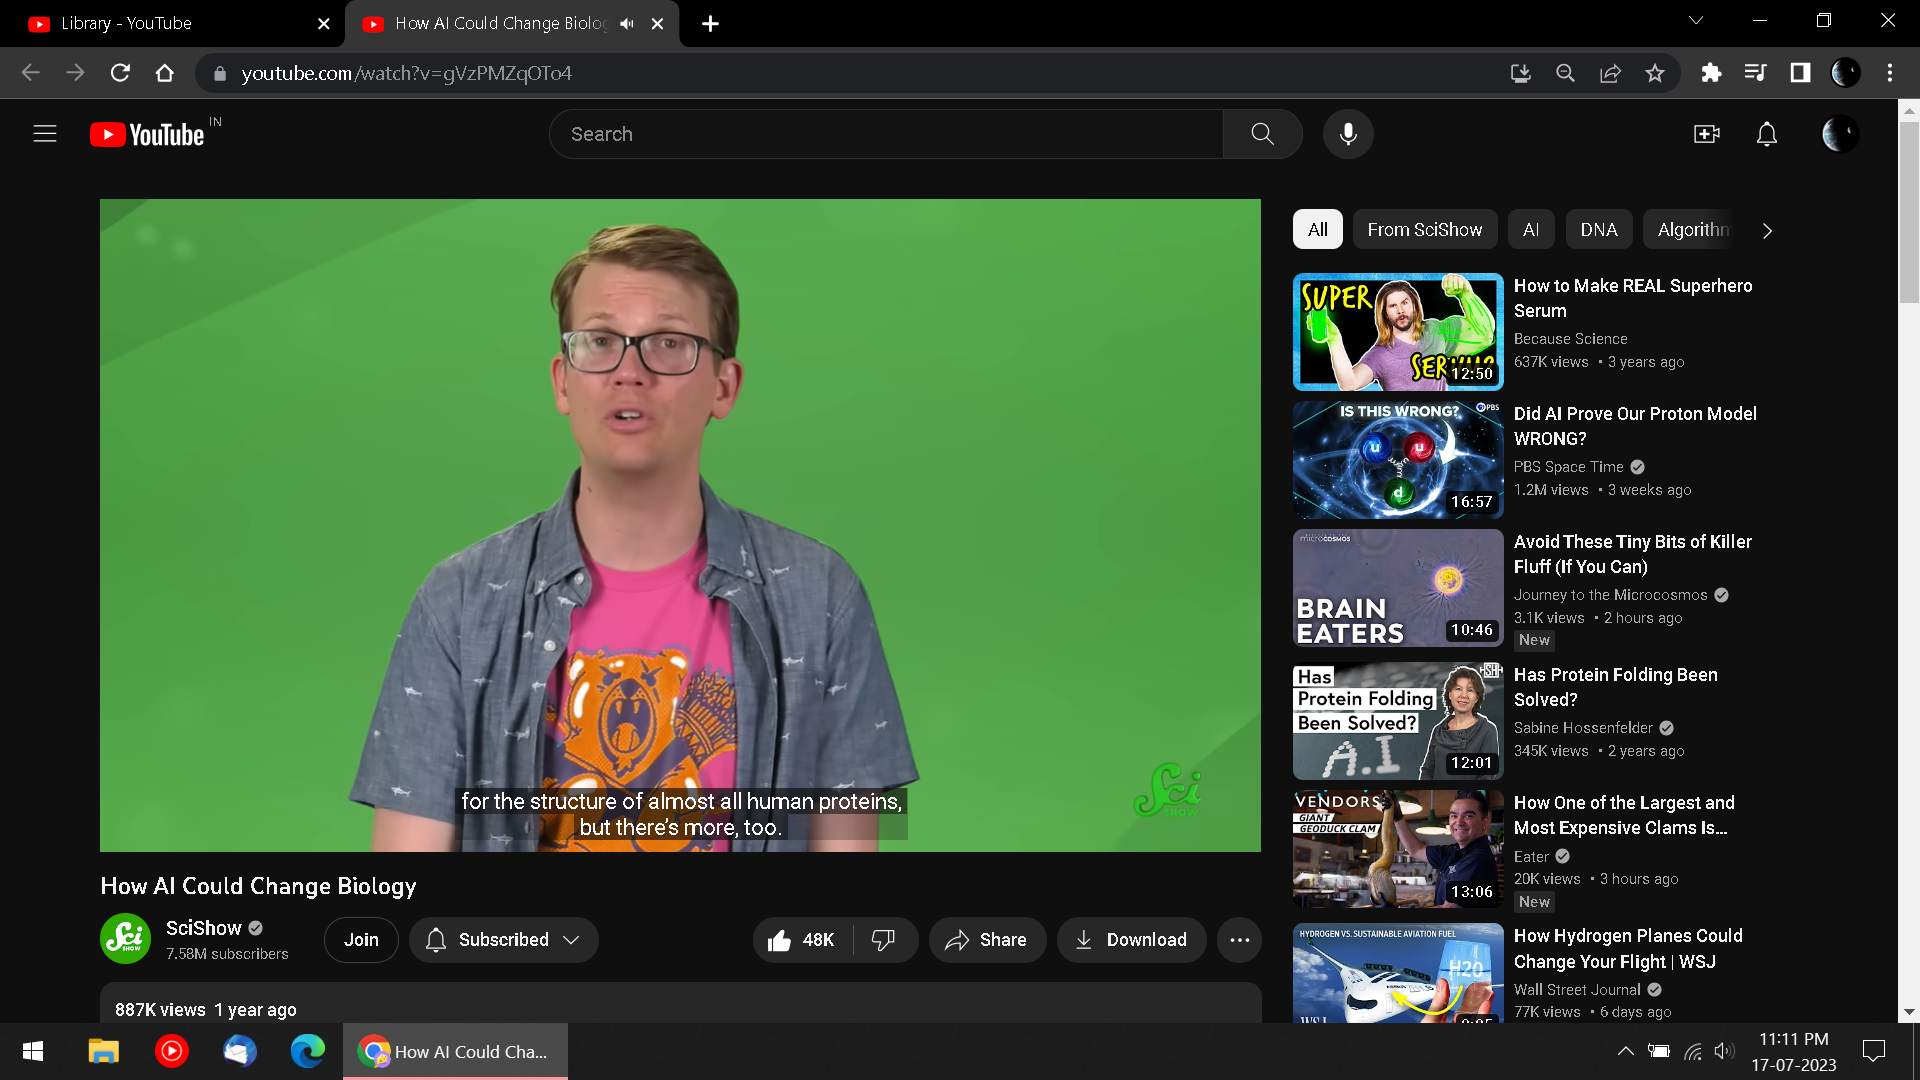 Library - YouTube
How AI Could Change Biolog
youtube.com/watch?v=gVzPMZqOTo4
YouTube
IN
Search
for the structure of almost all human proteins,
but there's more, too.
Sci
SHOW
How AI Could Change Biology
Sci
SHOW
SciShow
7.58M subscribers
Join
Subscribed
48K
Share
Download
887K views 1 year ago
All
From SciShow
AI
DNA
Algorithm
SUPER
12:50
How to Make REAL Superhero
Serum
Because Science
637K views • 3 years ago
IS THIS WRONG?
PBS
u
u
d
16:57
Did AI Prove Our Proton Model
WRONG?
PBS Space Time
1.2M views • 3 weeks ago
MICROCOSMOS
BRAIN
EATERS
10:46
Avoid These Tiny Bits of Killer
Fluff (If You Can)
Journey to the Microcosmos
3.1K views • 2 hours ago
New
Has
Protein Folding
Been Solved?
A.I
12:01
Has Protein Folding Been
Solved?
Sabine Hossenfelder
345K views • 2 years ago
VENDORS
GIANT
GEODUCK CLAM
13:06
How One of the Largest and
Most Expensive Clams Is...
Eater
20K views • 3 hours ago
New
HYDROGEN VS. SUSTAINABLE AVIATION FUEL
H2O
WSJ
How Hydrogen Planes Could
Change Your Flight | WSJ
Wall Street Journal
77K views • 6 days ago
How AI Could Cha...
11:11 PM
17-07-2023